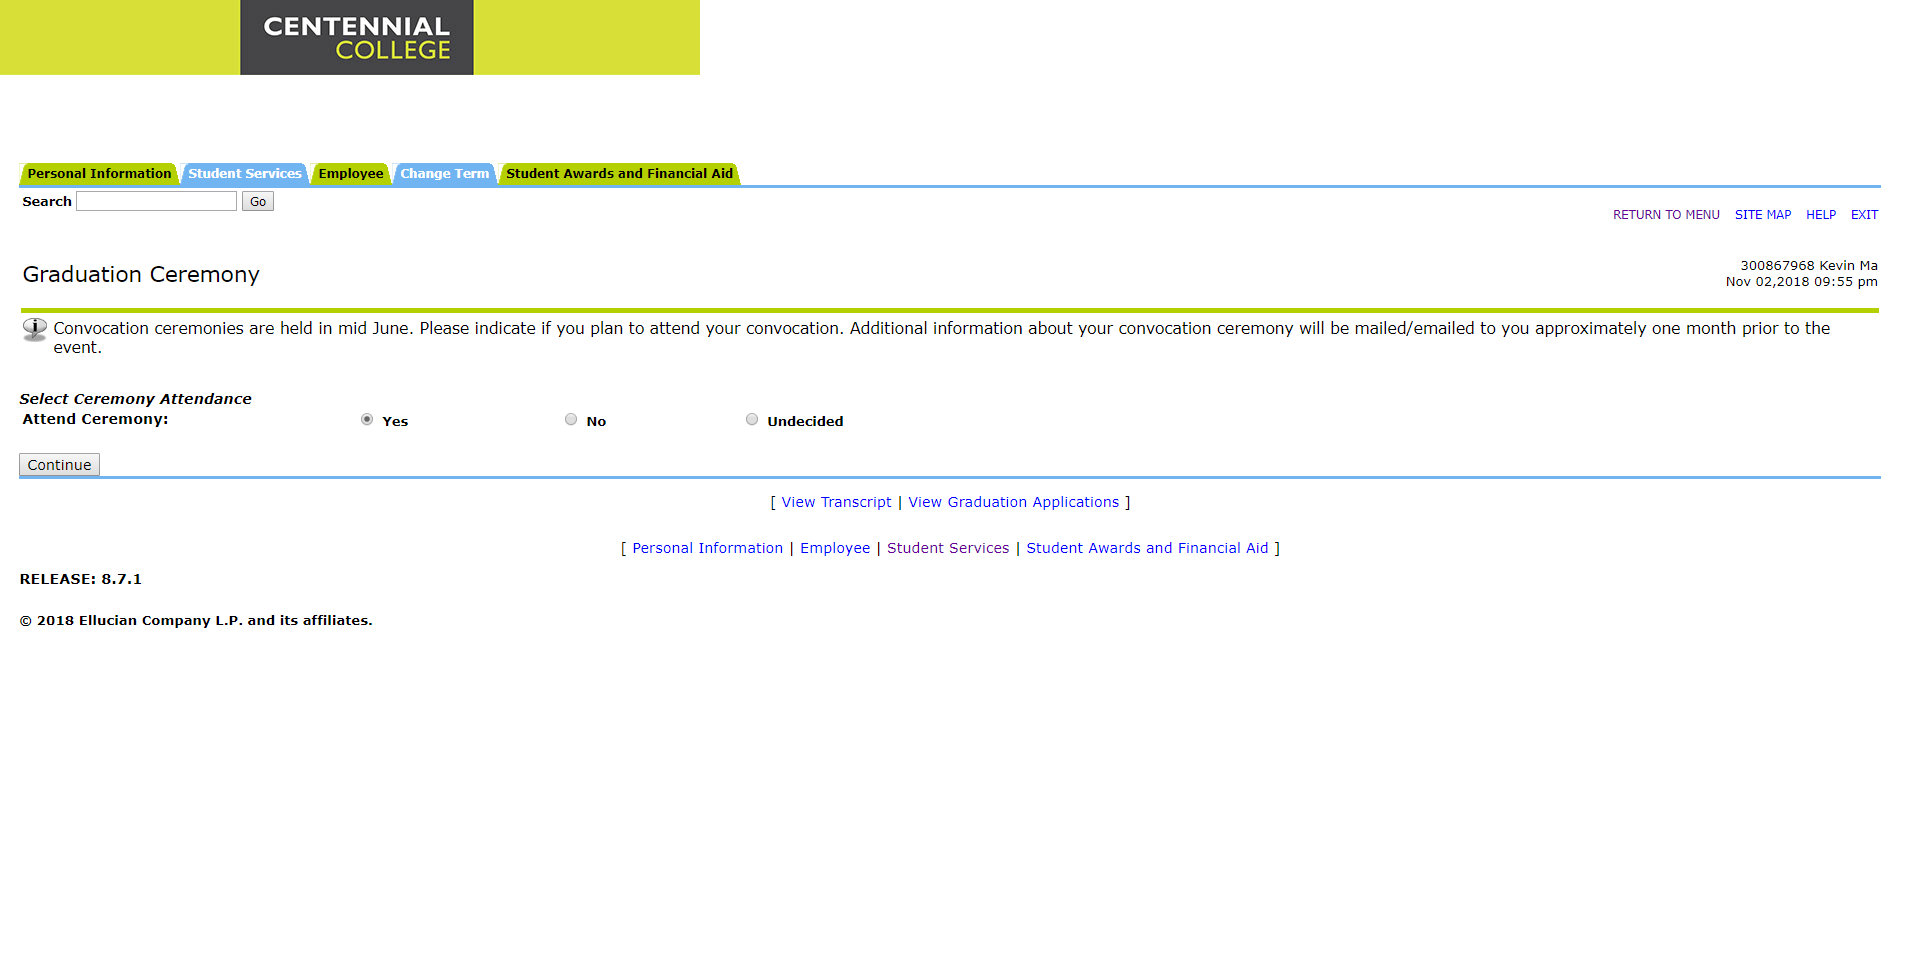 CENTENNIAL
COLLEGE
Personal Information Student Services Employee Change Term Student Awards and Financial Aid
Search Go
RETURN TO MENU SITE MAP HELP EXIT
Graduation Ceremony
300867968 Kevin Ma
Nov 02,2018 09:55 pm
Convocation ceremonies are held in mid June. Please indicate if you plan to attend your convocation. Additional information about your convocation ceremony will be mailed/emailed to you approximately one month prior to the
event.
Select Ceremony Attendance
Attend Ceremony: Yes No Undecided
Continue
[ View Transcript | View Graduation Applications ]
[ Personal Information | Employee | Student Services | Student Awards and Financial Aid ]
RELEASE: 8.7.1
© 2018 Ellucian Company L.P. and its affiliates.